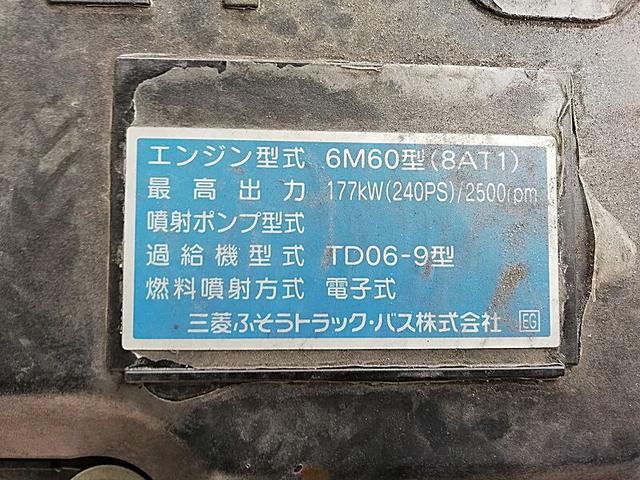 エンジン型式 6M60型(8AT1)
最高出力 177kW(240PS)/2500rpm
噴射ポンプ型式
過給機型式 TD06-9型
燃料噴射方式 電子式
三菱ふそうトラック・バス株式会社 EG